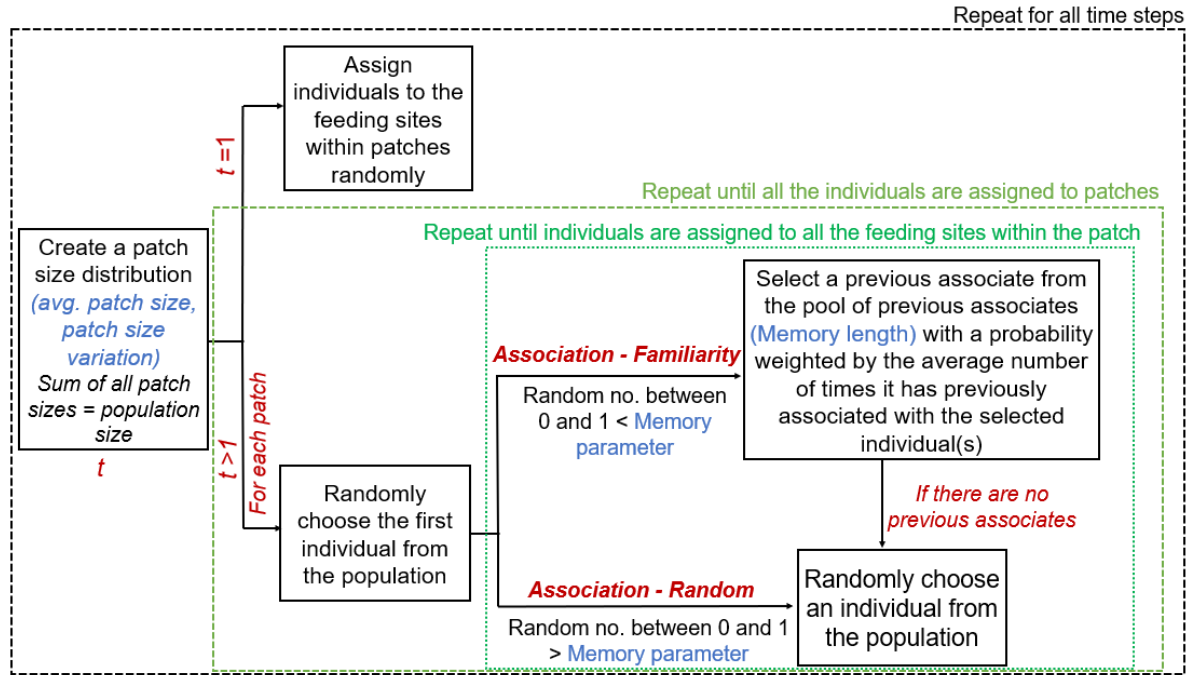 Repeat for all time steps
Assign
individuals to the
feeding sites
within patches
randomly
t =1
Repeat until all the individuals are assigned to patches
Repeat until individuals are assigned to all the feeding sites within the patch
Create a patch
size distribution
(avg. patch size,
patch size
variation)
Sum of all patch
sizes = population
size
t
t >1
For each patch
Randomly
choose the first
individual from
the population
Association - Familiarity
Random no. between
0 and 1 < Memory
parameter
Select a previous associate from
the pool of previous associates
(Memory length) with a probability
weighted by the average number
of times it has previously
associated with the selected
individual(s)
If there are no
previous associates
Association - Random
Random no. between 0 and 1
> Memory parameter
Randomly choose
an individual from
the population